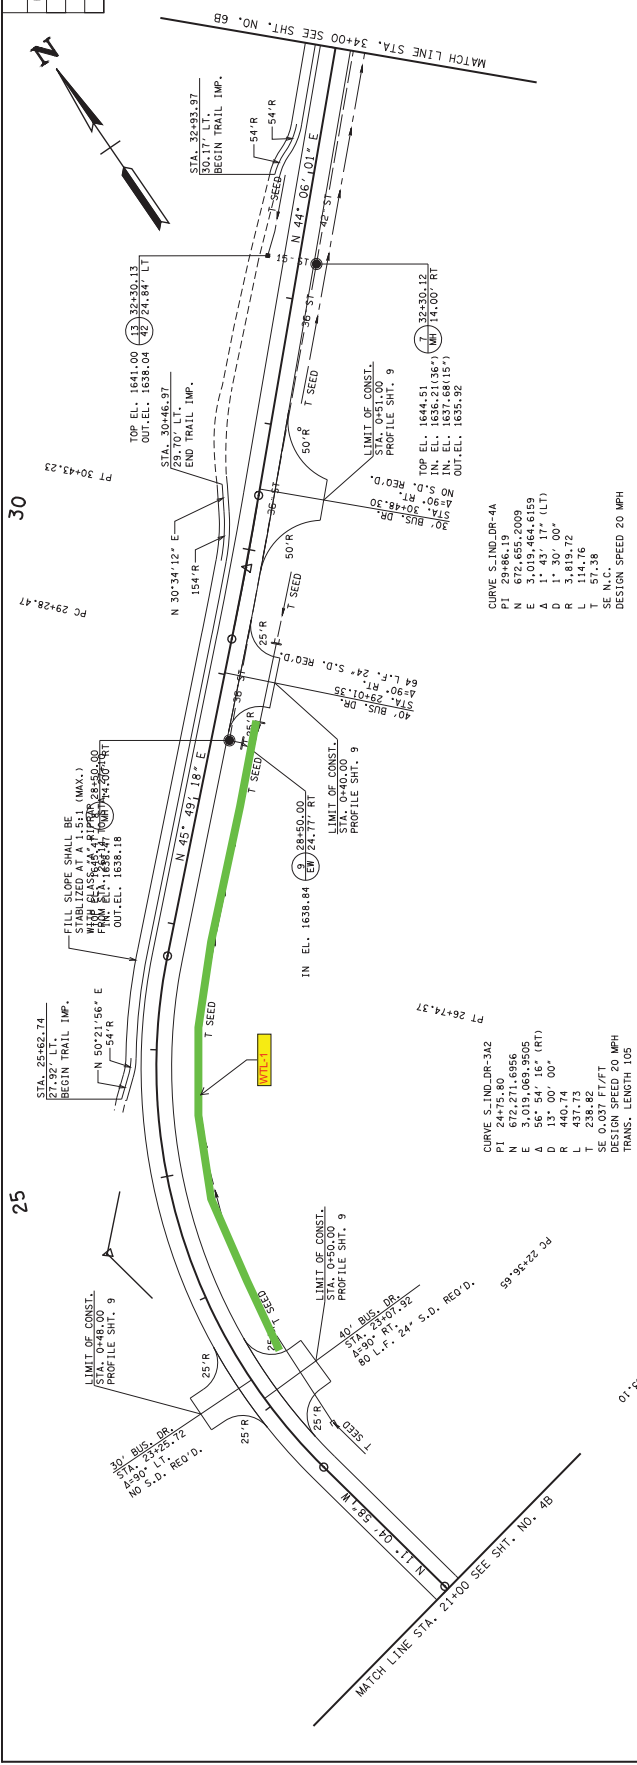 MATCH LINE STA. 34+00 SEE SHT. NO. 6B
N
STA. 32+93.97
30.17' LT.
BEGIN TRAIL IMP.
54'R
54'R
T SEED
N 44° 06' 01" E
42" ST
15" ST
13 32+30.13
42 24.84' LT
TOP EL. 1641.00
OUT.EL. 1638.04
36" ST
7 32+30.12
MH 14.00' RT
TOP EL. 1644.51
IN. EL. 1636.21(36")
IN. EL. 1637.68(15")
OUT.EL. 1635.92
STA. 30+46.97
29.70' LT.
END TRAIL IMP.
T SEED
LIMIT OF CONST.
STA. 0+51.00
PROFILE SHT. 9
50'R
PT 30+43.23
30
36" ST
30' BUS. DR.
STA. 30+48.30
Δ=90° RT.
NO S.D. REQ'D.
N 30°34'12" E
154'R
50'R
CURVE S_IND_DR-4A
PI 29+86.19
N 672,655.2009
E 3,019,464.6159
Δ 1° 43' 17" (LT)
D 1° 30' 00"
R 3,819.72
L 114.76
T 57.38
SE N.C.
DESIGN SPEED 20 MPH
PC 29+28.47
T SEED
25'R
40' BUS. DR.
STA. 29+01.35
Δ=90° RT.
64 L.F. 24" S.D. REQ'D.
25'R
LIMIT OF CONST.
STA. 0+40.00
PROFILE SHT. 9
T SEED
N 45° 49' 18" E
28+50.00
FILL SLOPE SHALL BE
STABLIZED AT A 1.5:1 (MAX.)
OUT.EL. 1638.18
9 28+50.00
EW 24.77' RT
IN EL. 1638.84
STA. 25+62.74
27.92' LT.
BEGIN TRAIL IMP.
N 50°21'56" E
54'R
T SEED
WTL-1
PT 26+74.37
25
CURVE S_IND_DR-3A2
PI 24+75.80
N 672,271.6956
E 3,019,069.9505
Δ 56° 54' 16" (RT)
D 13° 00' 00"
R 440.74
L 437.73
T 238.82
SE 0.037 FT/FT
DESIGN SPEED 20 MPH
TRANS. LENGTH 105
LIMIT OF CONST.
STA. 0+48.00
PROFILE SHT. 9
LIMIT OF CONST.
STA. 0+50.00
PROFILE SHT. 9
T SEED
40' BUS. DR.
STA. 23+07.92
Δ=90° RT.
80 L.F. 24" S.D. REQ'D.
PC 22+36.65
25'R
25'R
25'R
30' BUS. DR.
STA. 23+25.72
Δ=90° LT.
NO S.D. REQ'D.
T SEED
N 11° 04' 58" W
MATCH LINE STA. 21+00 SEE SHT. NO. 4B